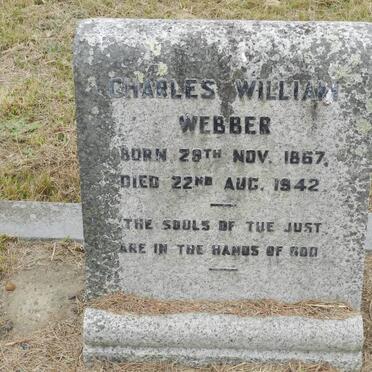 CHARLES WILLIAM
WEBBER
BORN 29TH NOV. 1867,
DIED 22ND AUG. 1942
THE SOULS OF THE JUST
ARE IN THE HANDS OF GOD